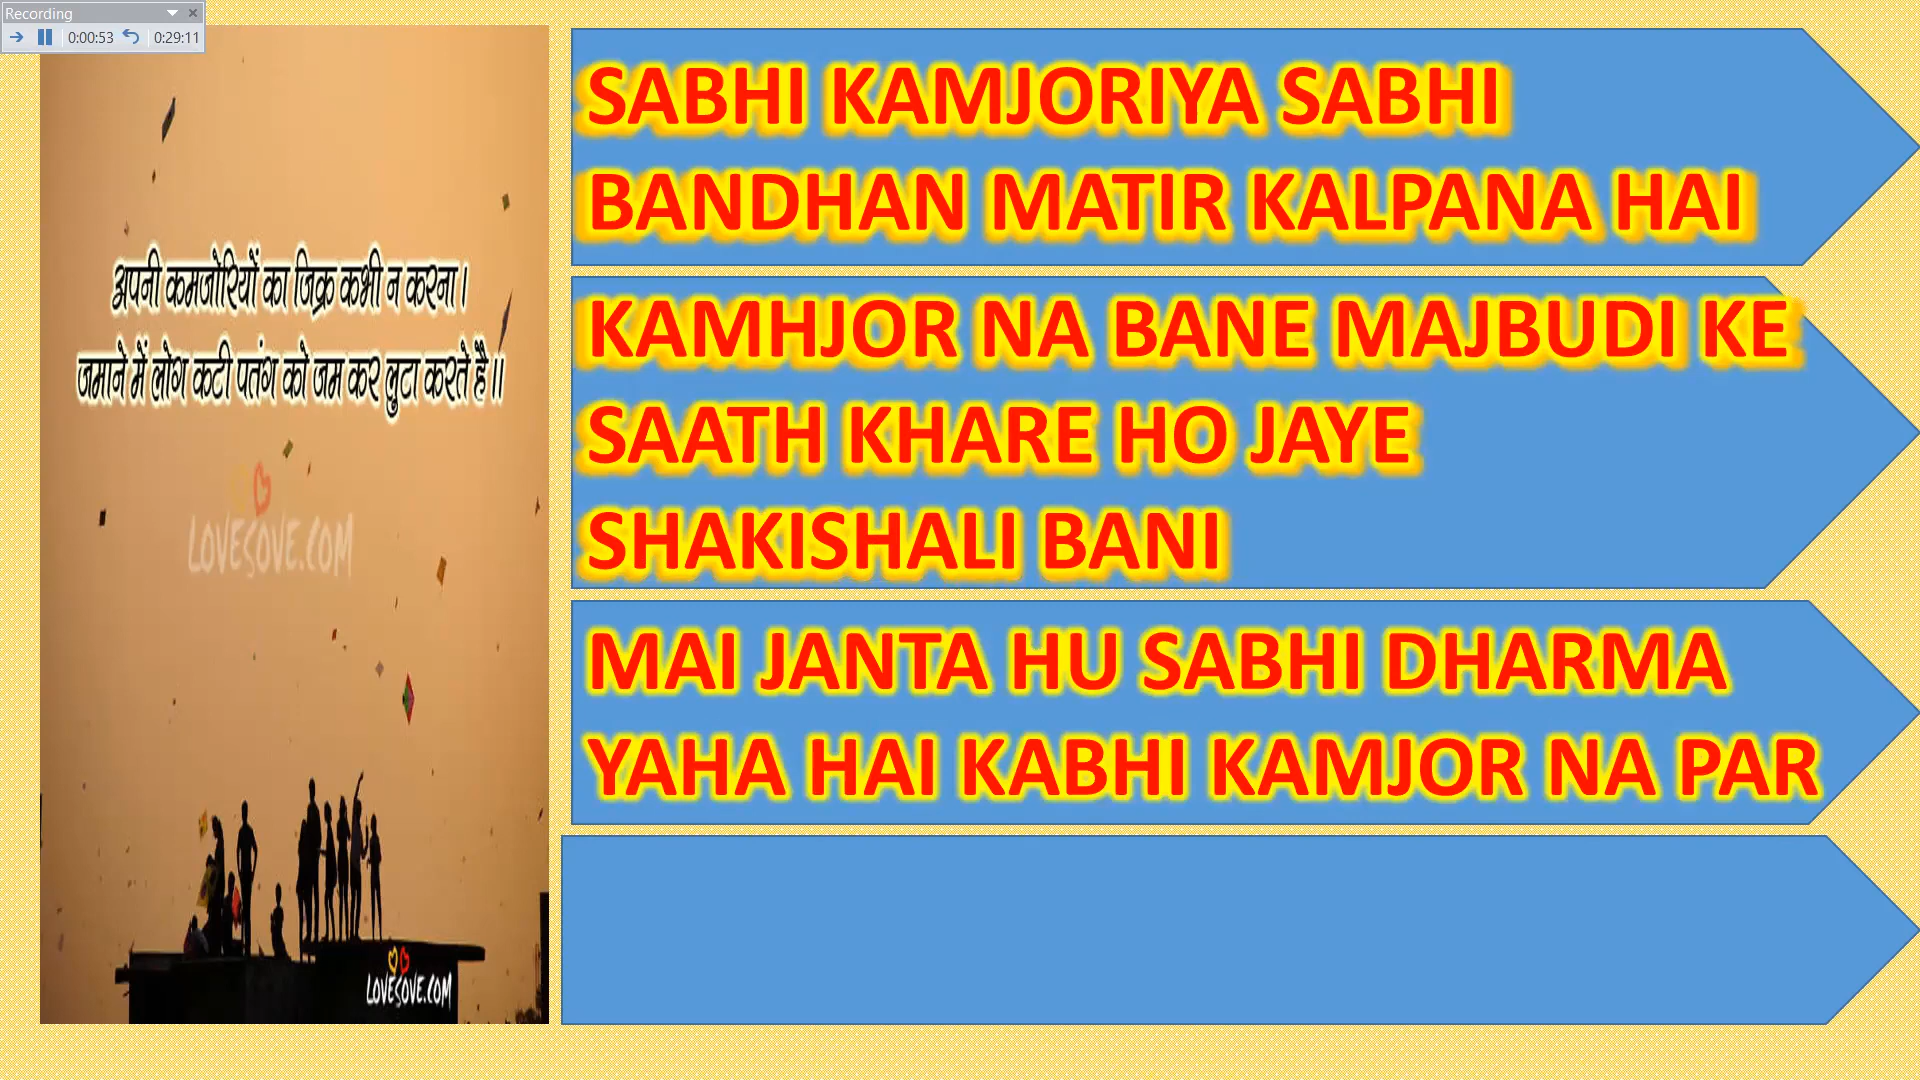 Recording
0:00:53 0:29:11
अपनी कमजोरियों का जिक्र कभी न करना।
जमाने में लोग कटी पतंग को जम कर लुटा करते है।।
LOVESOVE.COM
LOVESOVE.COM
SABHI KAMJORIYA SABHI
BANDHAN MATIR KALPANA HAI
KAMHJOR NA BANE MAJBUDI KE
SAATH KHARE HO JAYE
SHAKISHALI BANI
MAI JANTA HU SABHI DHARMA
YAHA HAI KABHI KAMJOR NA PAR